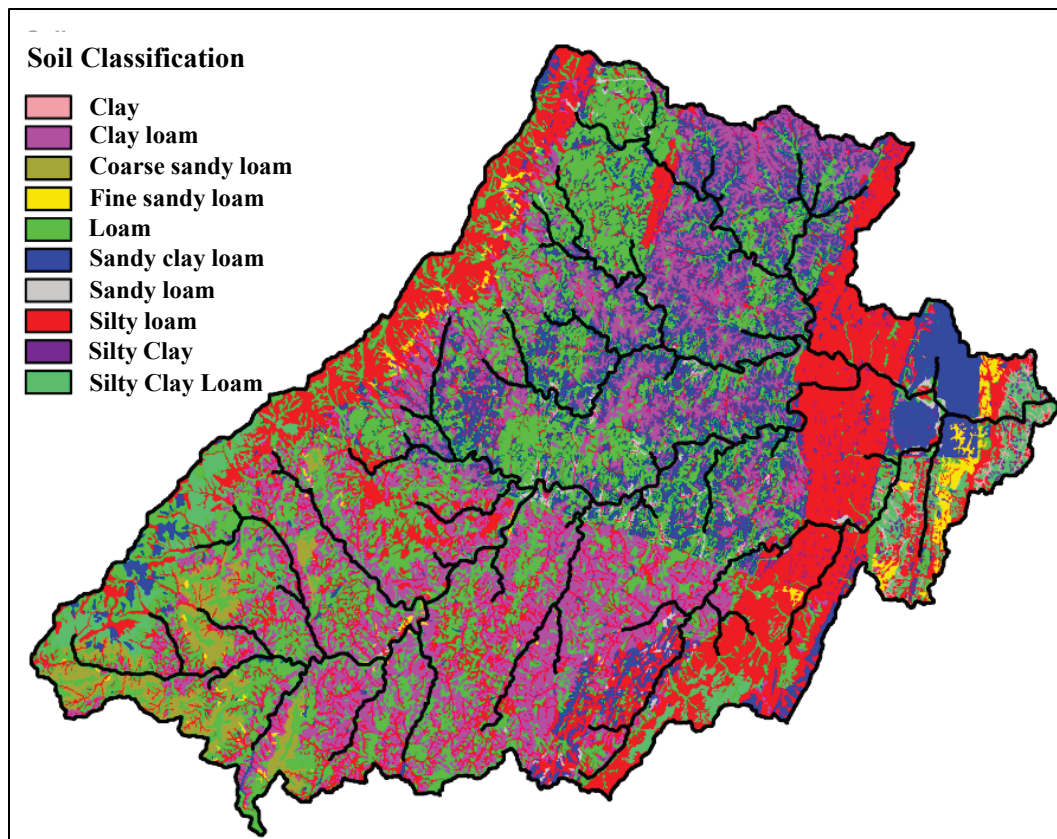 Soil Classification
Clay
Clay loam
Coarse sandy loam
Fine sandy loam
Loam
Sandy clay loam
Sandy loam
Silty loam
Silty Clay
Silty Clay Loam